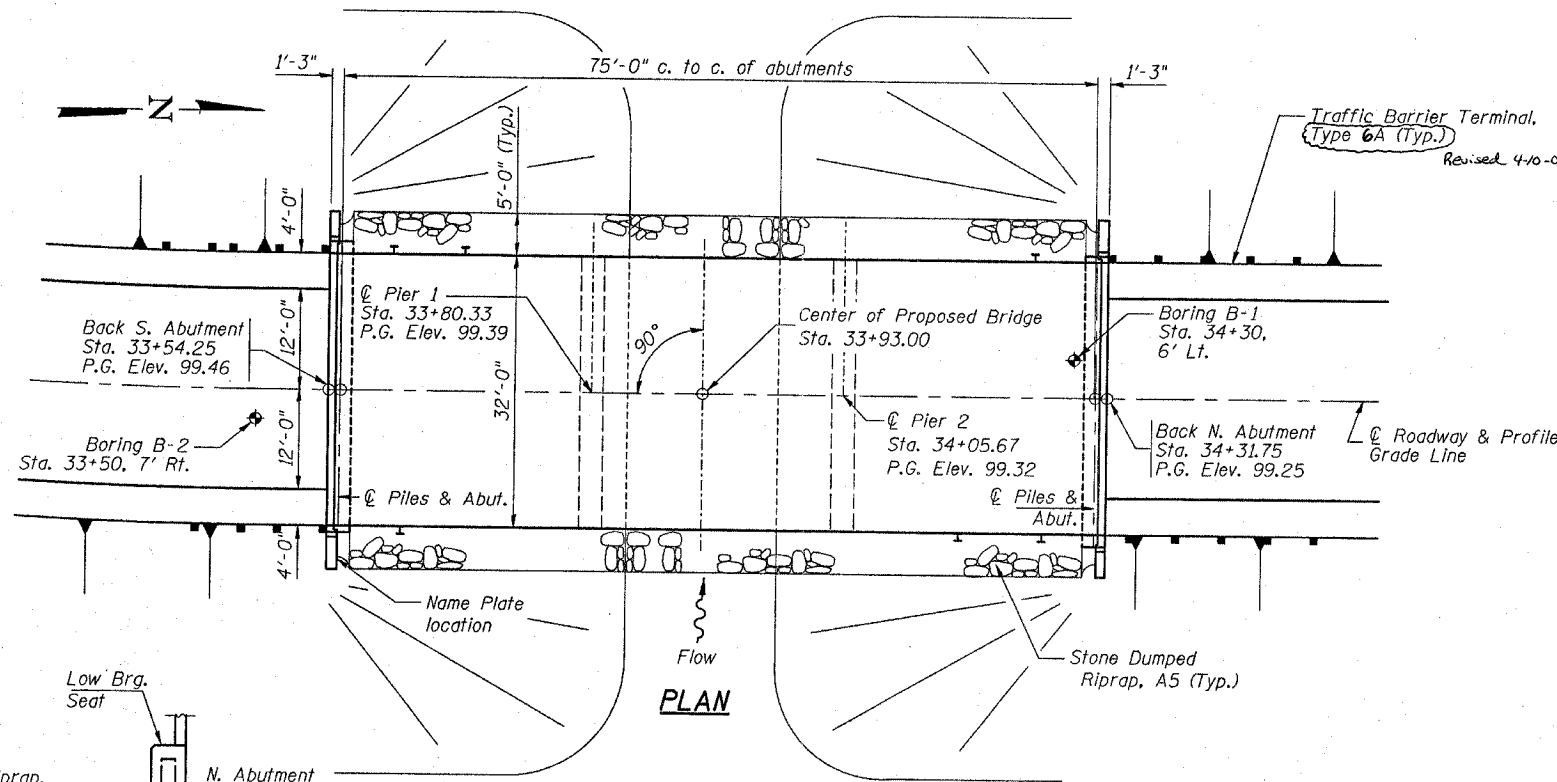 1'-3"
75'-0" c. to c. of abutments
1'-3"
N
Traffic Barrier Terminal,
Type 6A (Typ.)
Revised 4-10-0
4'-0"
5'-0" (Typ.)
℄ Pier 1
Sta. 33+80.33
P.G. Elev. 99.39
90°
Center of Proposed Bridge
Sta. 33+93.00
Boring B-1
Sta. 34+30,
6' Lt.
Back S. Abutment
Sta. 33+54.25
P.G. Elev. 99.46
12'-0"
32'-0"
12'-0"
Boring B-2
Sta. 33+50, 7' Rt.
℄ Pier 2
Sta. 34+05.67
P.G. Elev. 99.32
Back N. Abutment
Sta. 34+31.75
P.G. Elev. 99.25
℄ Roadway & Profile
Grade Line
℄ Piles & Abut.
℄ Piles &
Abut.
4'-0"
Name Plate
location
Flow
Stone Dumped
Riprap, A5 (Typ.)
PLAN
Low Brg.
Seat
N. Abutment
iprap,